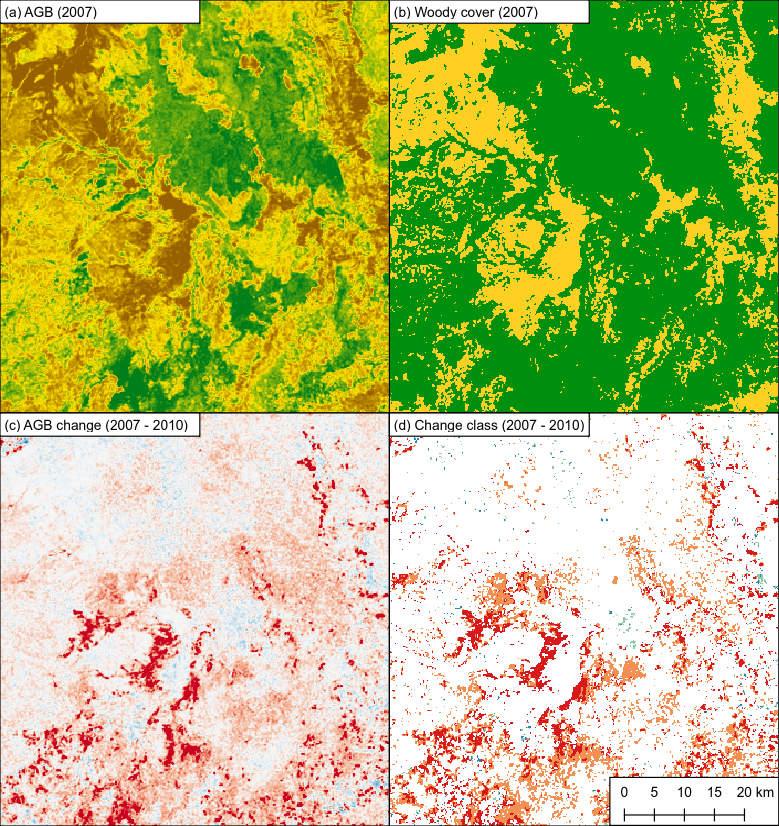 (a) AGB (2007)
(b) Woody cover (2007)
(c) AGB change (2007 - 2010)
(d) Change class (2007 - 2010)
0 5 10 15 20 km